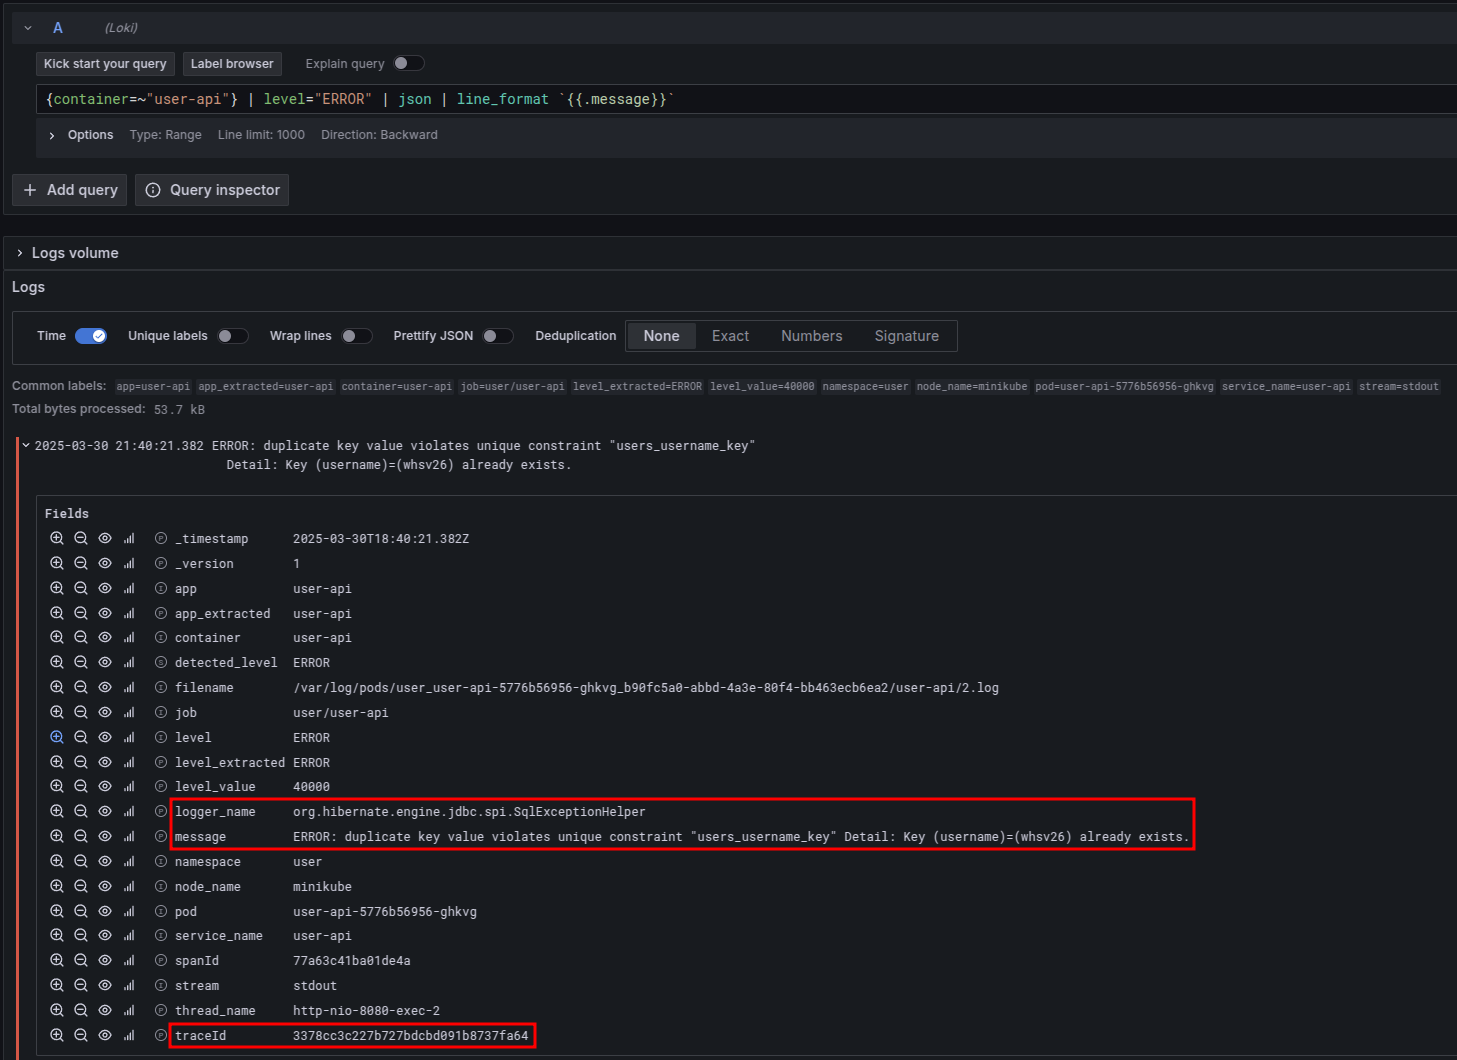 A (Loki)
Kick start your query Label browser Explain query
{container=~"user-api"} | level="ERROR" | json | line_format `{{.message}}`
Options Type: Range Line limit: 1000 Direction: Backward
+ Add query Query inspector
Logs volume
Logs
Time Unique labels Wrap lines Prettify JSON Deduplication None Exact Numbers Signature
Common labels: app=user-api app_extracted=user-api container=user-api job=user/user-api level_extracted=ERROR level_value=40000 namespace=user node_name=minikube pod=user-api-5776b56956-ghkvg service_name=user-api stream=stdout
Total bytes processed: 53.7 kB
2025-03-30 21:40:21.382 ERROR: duplicate key value violates unique constraint "users_username_key"
Detail: Key (username)=(whsv26) already exists.
Fields
P _timestamp 2025-03-30T18:40:21.382Z
P _version 1
I app user-api
P app_extracted user-api
I container user-api
S detected_level ERROR
I filename /var/log/pods/user_user-api-5776b56956-ghkvg_b90fc5a0-abbd-4a3e-80f4-bb463ecb6ea2/user-api/2.log
I job user/user-api
I level ERROR
P level_extracted ERROR
P level_value 40000
P logger_name org.hibernate.engine.jdbc.spi.SqlExceptionHelper
P message ERROR: duplicate key value violates unique constraint "users_username_key" Detail: Key (username)=(whsv26) already exists.
I namespace user
I node_name minikube
I pod user-api-5776b56956-ghkvg
I service_name user-api
P spanId 77a63c41ba01de4a
I stream stdout
P thread_name http-nio-8080-exec-2
P traceId 3378cc3c227b727bdcbd091b8737fa64